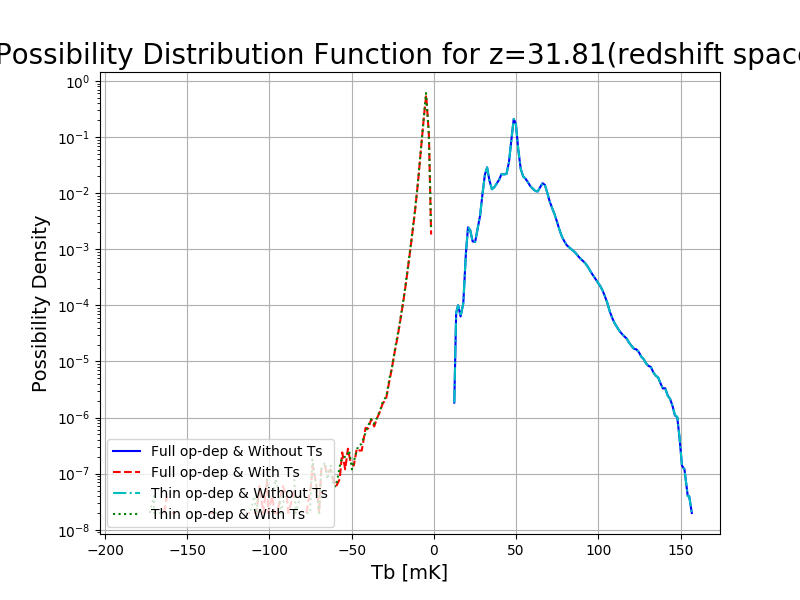 Possibility Distribution Function for z=31.81(redshift space
10⁰
10⁻¹
10⁻²
10⁻³
10⁻⁴
10⁻⁵
10⁻⁶
10⁻⁷
10⁻⁸
Possibility Density
Full op-dep & Without Ts
Full op-dep & With Ts
Thin op-dep & Without Ts
Thin op-dep & With Ts
−200 −150 −100 −50 0 50 100 150
Tb [mK]